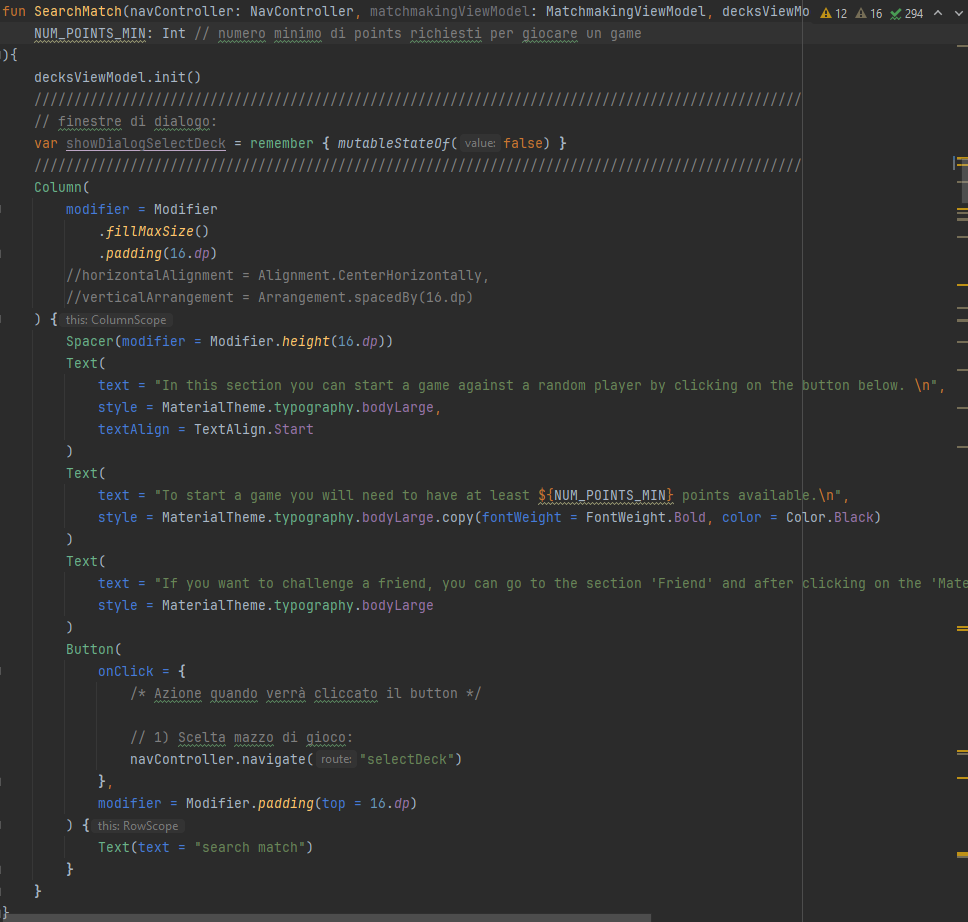 fun SearchMatch(navController: NavController, matchmakingViewModel: MatchmakingViewModel, decksViewMo 12 16 294
NUM_POINTS_MIN: Int // numero minimo di points richiesti per giocare un game
){
decksViewModel.init()
////////////////////////////////////////////////////////////////////////////////////////////////
// finestre di dialogo:
var showDialogSelectDeck = remember { mutableStateOf( value: false) }
////////////////////////////////////////////////////////////////////////////////////////////////
Column(
modifier = Modifier
.fillMaxSize()
.padding(16.dp)
//horizontalAlignment = Alignment.CenterHorizontally,
//verticalArrangement = Arrangement.spacedBy(16.dp)
) { this: ColumnScope
Spacer(modifier = Modifier.height(16.dp))
Text(
text = "In this section you can start a game against a random player by clicking on the button below. \n",
style = MaterialTheme.typography.bodyLarge,
textAlign = TextAlign.Start
)
Text(
text = "To start a game you will need to have at least ${NUM_POINTS_MIN} points available.\n",
style = MaterialTheme.typography.bodyLarge.copy(fontWeight = FontWeight.Bold, color = Color.Black)
)
Text(
text = "If you want to challenge a friend, you can go to the section 'Friend' and after clicking on the 'Mate
style = MaterialTheme.typography.bodyLarge
)
Button(
onClick = {
/* Azione quando verrà cliccato il button */
// 1) Scelta mazzo di gioco:
navController.navigate( route: "selectDeck")
},
modifier = Modifier.padding(top = 16.dp)
) { this: RowScope
Text(text = "search match")
}
}
}